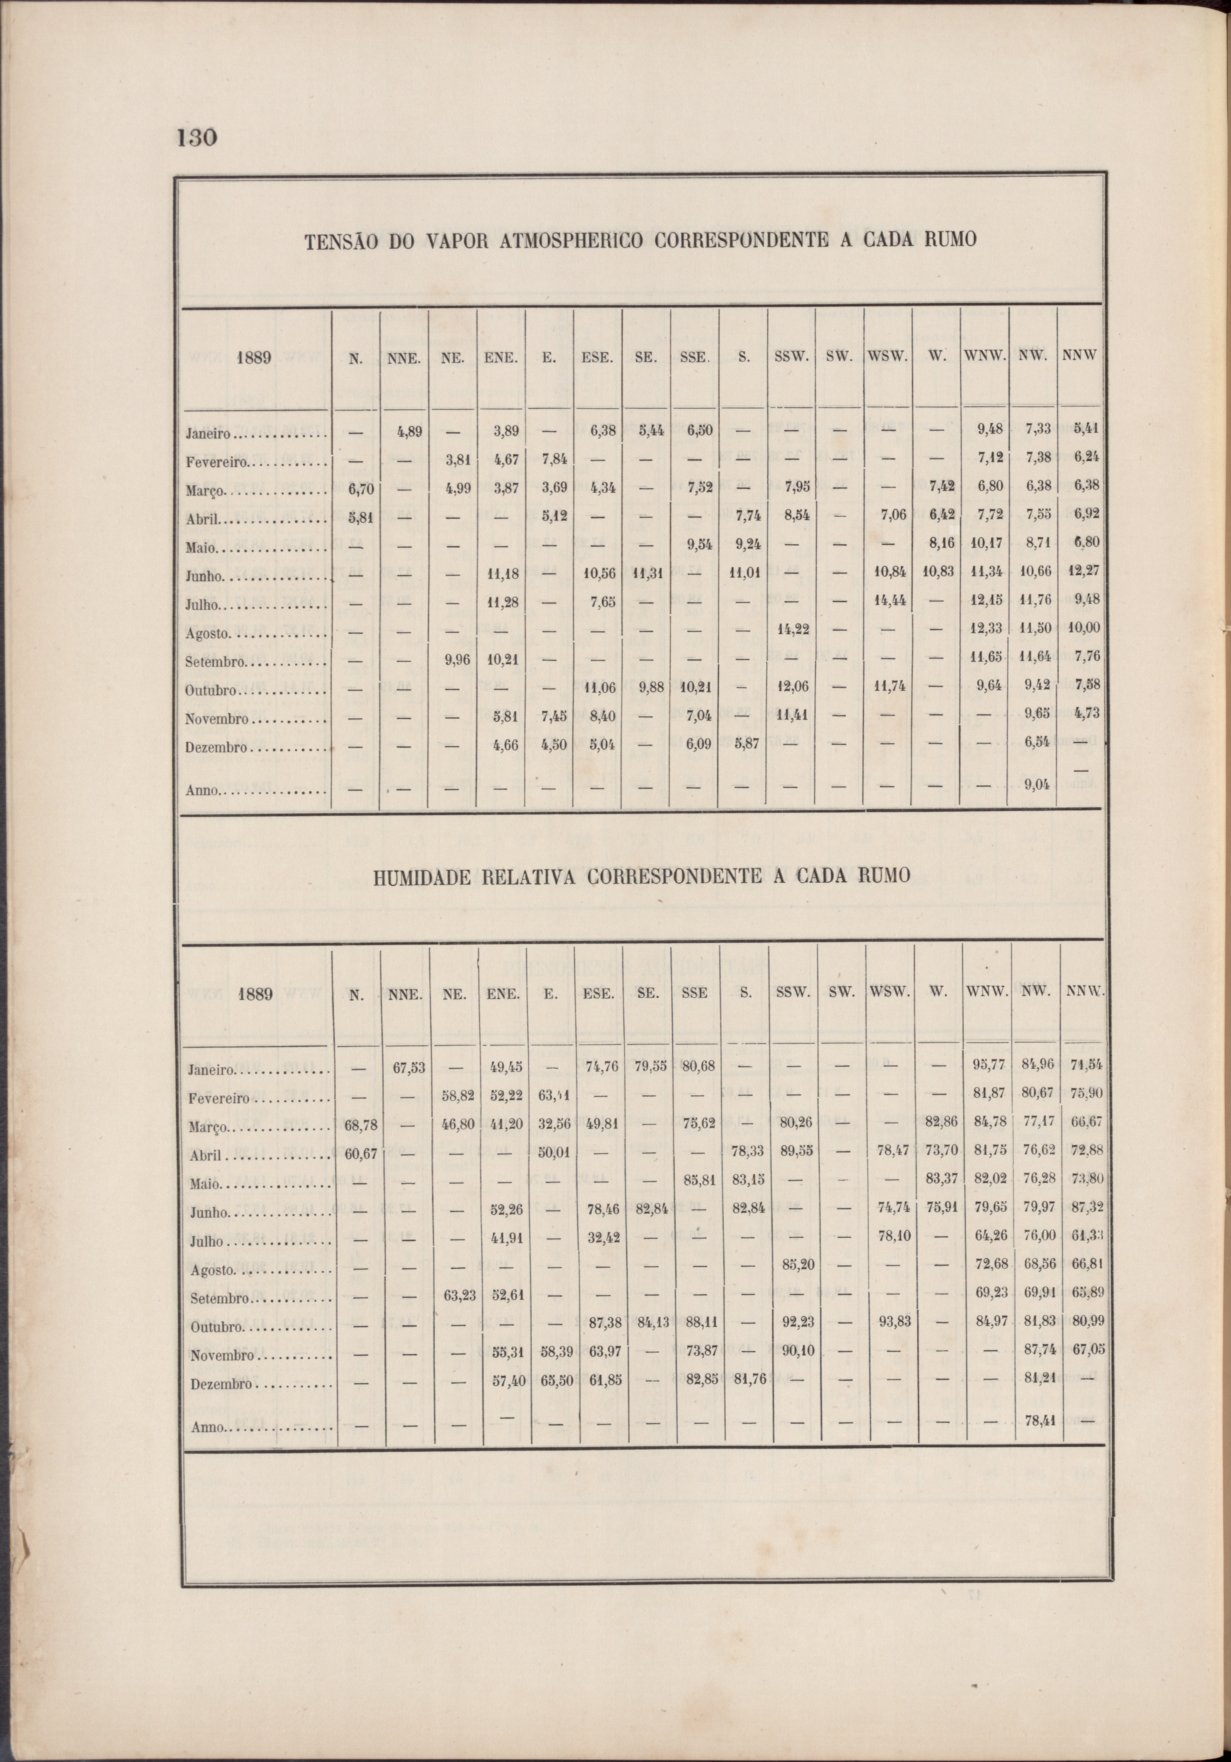 130
TENSÃO DO VAPOR ATMOSPHERICO CORRESPONDENTE A CADA RUMO
1889 N. NNE. NE. ENE. E. ESE. SE. SSE. S. SSW. SW. WSW. W. WNW. NW. NNW
Janeiro.............. — 4,89 — 3,89 — 6,38 5,44 6,50 — — — — — 9,48 7,33 5,41
Fevereiro............ — — 3,81 4,67 7,84 — — — — — — — — 7,12 7,38 6,24
Março............... 6,70 — 4,99 3,87 3,69 4,34 — 7,52 — 7,95 — — 7,42 6,80 6,38 6,38
Abril................ 5,81 — — — 5,12 — — — 7,74 8,54 — 7,06 6,42 7,72 7,55 6,92
Maio................ — — — — — — — 9,54 9,24 — — — 8,16 10,17 8,71 6,80
Junho............... — — — 11,18 — 10,56 11,31 — 11,01 — — 10,84 10,83 11,34 10,66 12,27
Julho................ — — — 11,28 — 7,65 — — — — — 14,44 — 12,15 11,76 9,48
Agosto.............. — — — — — — — — — 14,22 — — — 12,33 11,50 10,00
Setembro............ — — 9,96 10,21 — — — — — — — — — 11,65 11,64 7,76
Outubro............. — — — — — 11,06 9,88 10,21 — 12,06 — 11,74 — 9,64 9,42 7,58
Novembro........... — — — 5,81 7,45 8,40 — 7,04 — 11,41 — — — — 9,65 4,73
Dezembro........... — — — 4,66 4,50 5,04 — 6,09 5,87 — — — — — 6,54 —
Anno................ — — — — — — — — — — — — — — 9,04 —
HUMIDADE RELATIVA CORRESPONDENTE A CADA RUMO
1889 N. NNE. NE. ENE. E. ESE. SE. SSE S. SSW. SW. WSW. W. WNW. NW. NNW.
Janeiro.............. — 67,53 — 49,45 — 74,76 79,55 80,68 — — — — — 95,77 84,96 71,54
Fevereiro........... — — 58,82 52,22 63,41 — — — — — — — — 81,87 80,67 75,90
Março............... 68,78 — 46,80 41,20 32,56 49,81 — 75,62 — 80,26 — — 82,86 84,78 77,17 66,67
Abril................ 60,67 — — — 50,01 — — — 78,33 89,55 — 78,47 73,70 81,75 76,62 72,88
Maio................ — — — — — — — 85,81 83,15 — — — 83,37 82,02 76,28 73,80
Junho............... — — — 52,26 — 78,46 82,84 — 82,84 — — 74,74 75,91 79,65 79,97 87,32
Julho............... — — — 41,91 — 32,42 — — — — — 78,10 — 64,26 76,00 61,33
Agosto.............. — — — — — — — — — 85,20 — — — 72,68 68,56 66,81
Setembro............ — — 63,23 52,61 — — — — — — — — — 69,23 69,91 65,89
Outubro............. — — — — — 87,38 84,13 88,11 — 92,23 — 93,83 — 84,97 81,83 80,99
Novembro........... — — — 55,31 58,39 63,97 — 73,87 — 90,10 — — — — 87,74 67,05
Dezembro........... — — — 57,40 65,50 61,85 — 82,85 81,76 — — — — — 81,21 —
Anno................ — — — — — — — — — — — — — — 78,41 —